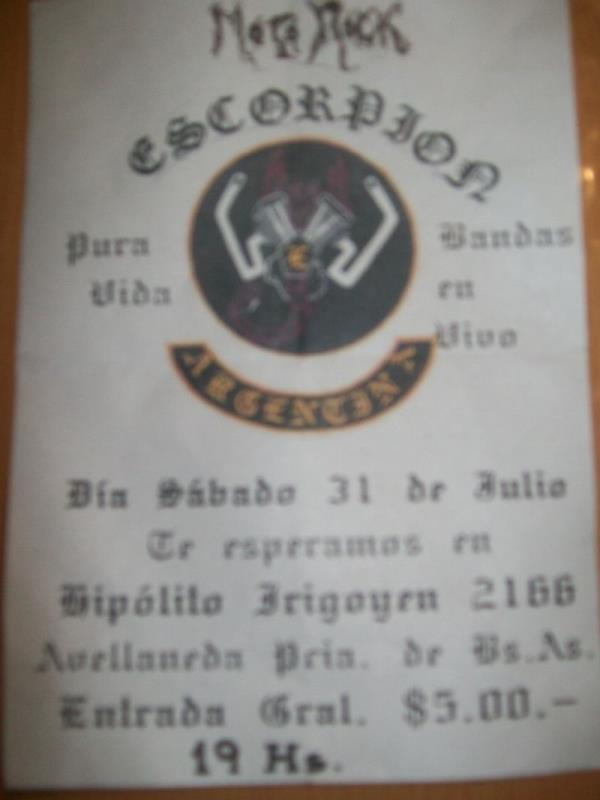 Moto Rock
ESCORPION
Pura
Vida
Bandas
en
Vivo
E
ARGENTINA
Día Sábado 31 de Julio
Te esperamos en
Hipólito Irigoyen 2166
Avellaneda Pcia. de Bs.As.
Entrada Gral. $5.00.-
19 Hs.